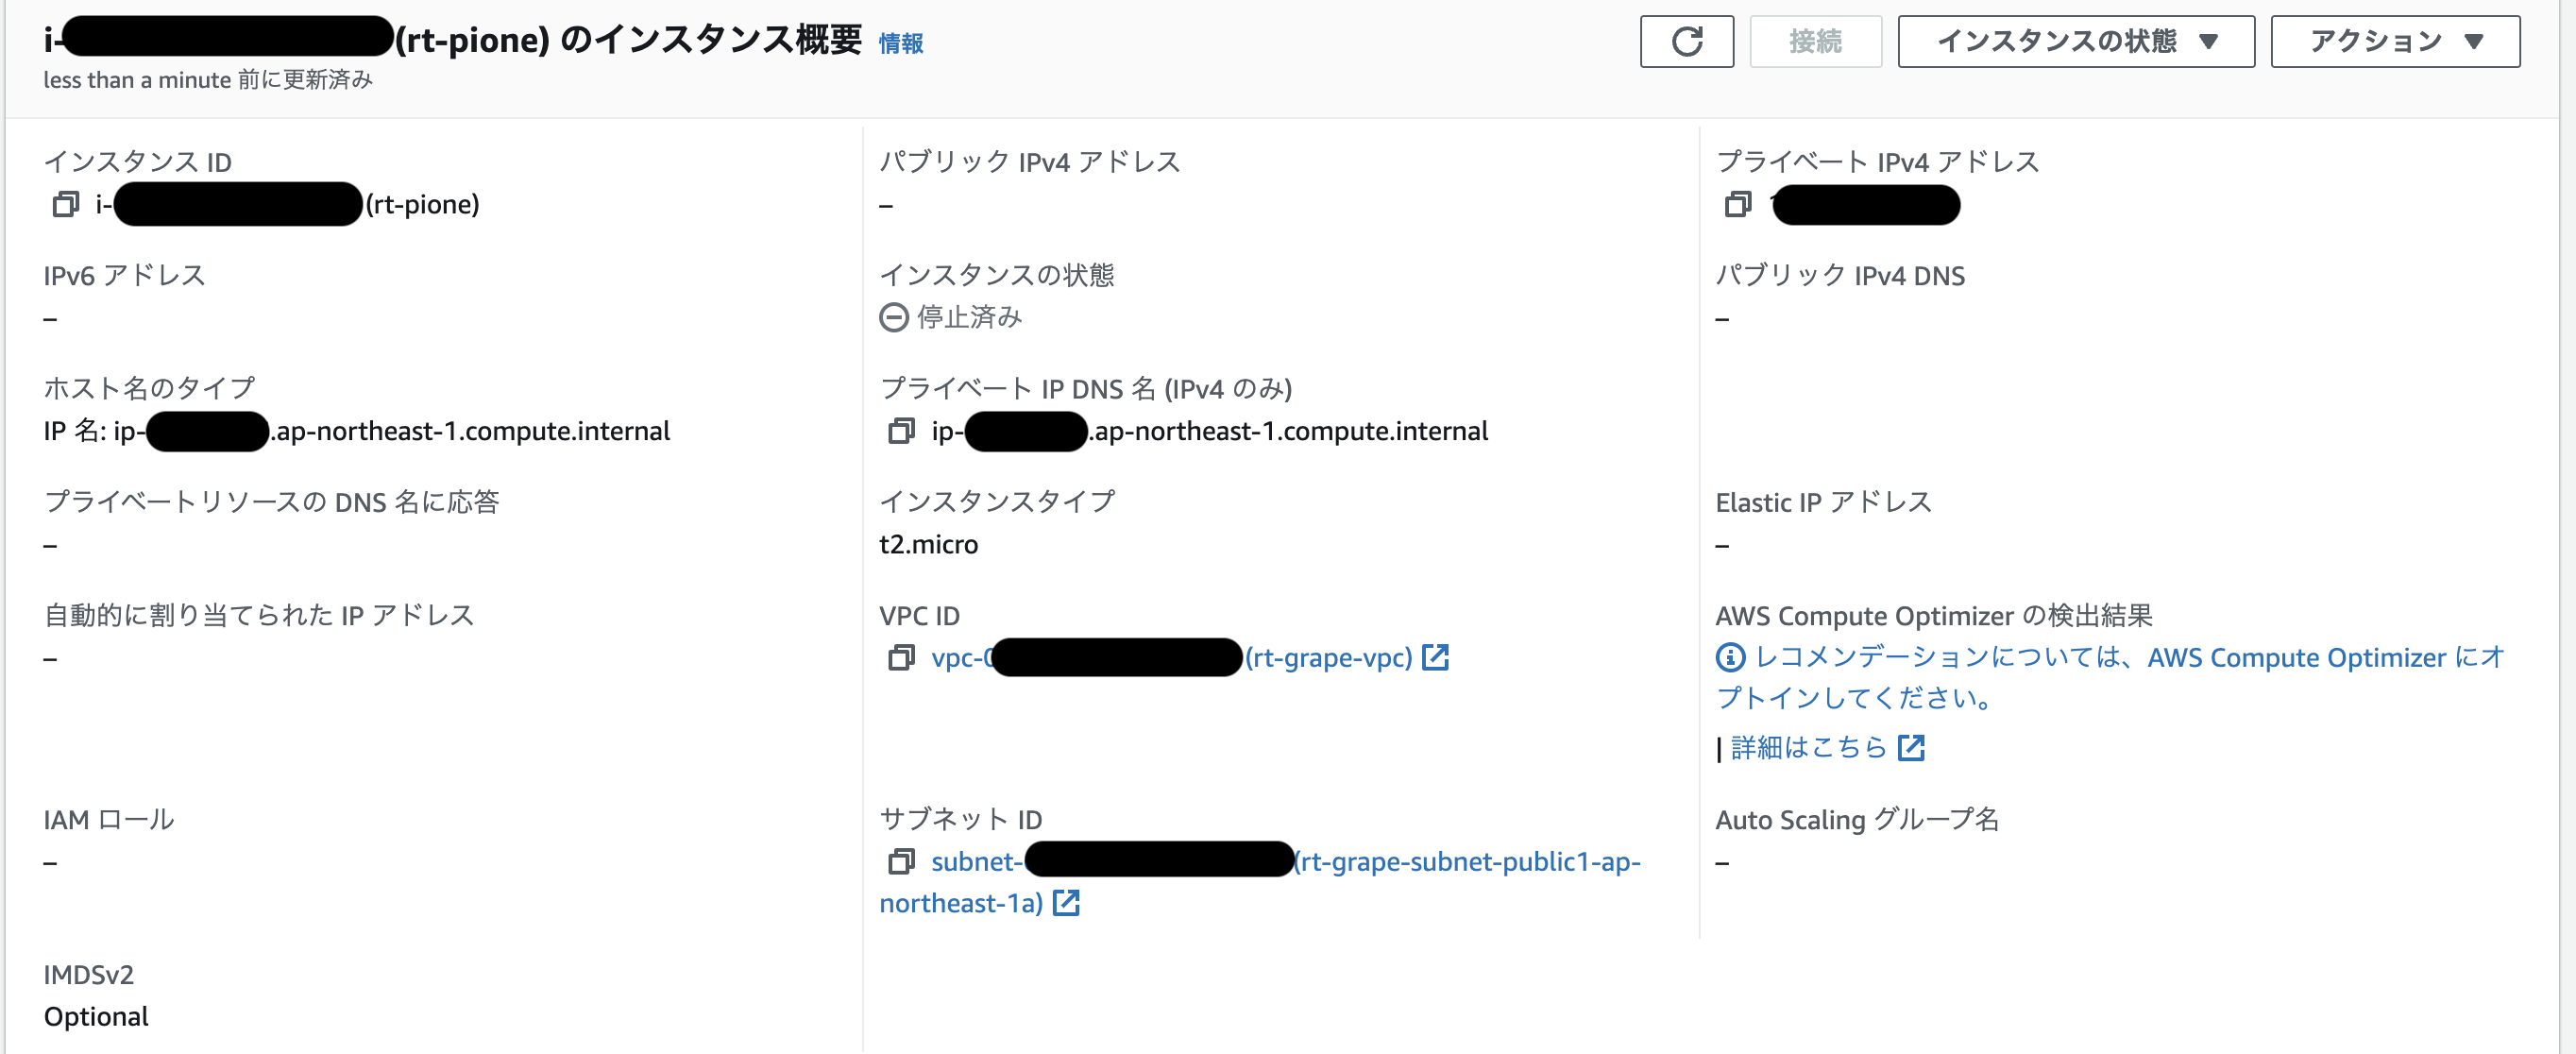 i-(rt-pione) のインスタンス概要 情報
less than a minute 前に更新済み
接続
インスタンスの状態
アクション
インスタンス ID
i-(rt-pione)
パブリック IPv4 アドレス
–
プライベート IPv4 アドレス
IPv6 アドレス
–
インスタンスの状態
停止済み
パブリック IPv4 DNS
–
ホスト名のタイプ
IP 名: ip-.ap-northeast-1.compute.internal
プライベート IP DNS 名 (IPv4 のみ)
ip-.ap-northeast-1.compute.internal
プライベートリソースの DNS 名に応答
–
インスタンスタイプ
t2.micro
Elastic IP アドレス
–
自動的に割り当てられた IP アドレス
–
VPC ID
vpc-0(rt-grape-vpc)
AWS Compute Optimizer の検出結果
レコメンデーションについては、AWS Compute Optimizer にオ
プトインしてください。
| 詳細はこちら
IAM ロール
–
サブネット ID
subnet-(rt-grape-subnet-public1-ap-
northeast-1a)
Auto Scaling グループ名
–
IMDSv2
Optional